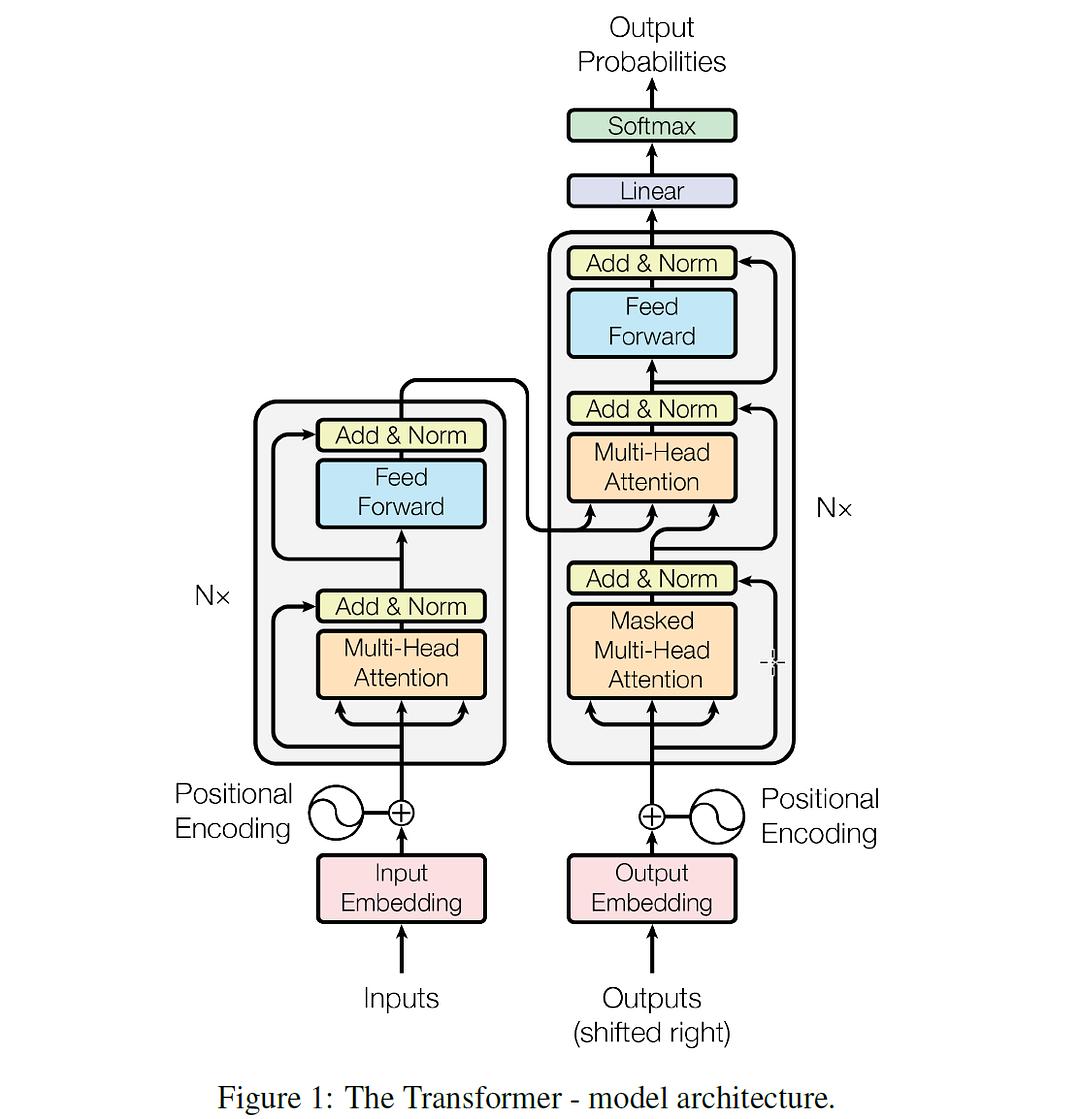 Output
Probabilities
Softmax
Linear
Add & Norm
Feed
Forward
Add & Norm
Multi-Head
Attention
N×
Add & Norm
Masked
Multi-Head
Attention
Add & Norm
Feed
Forward
N×
Add & Norm
Multi-Head
Attention
Positional
Encoding
Positional
Encoding
Input
Embedding
Output
Embedding
Inputs
Outputs
(shifted right)
Figure 1: The Transformer - model architecture.